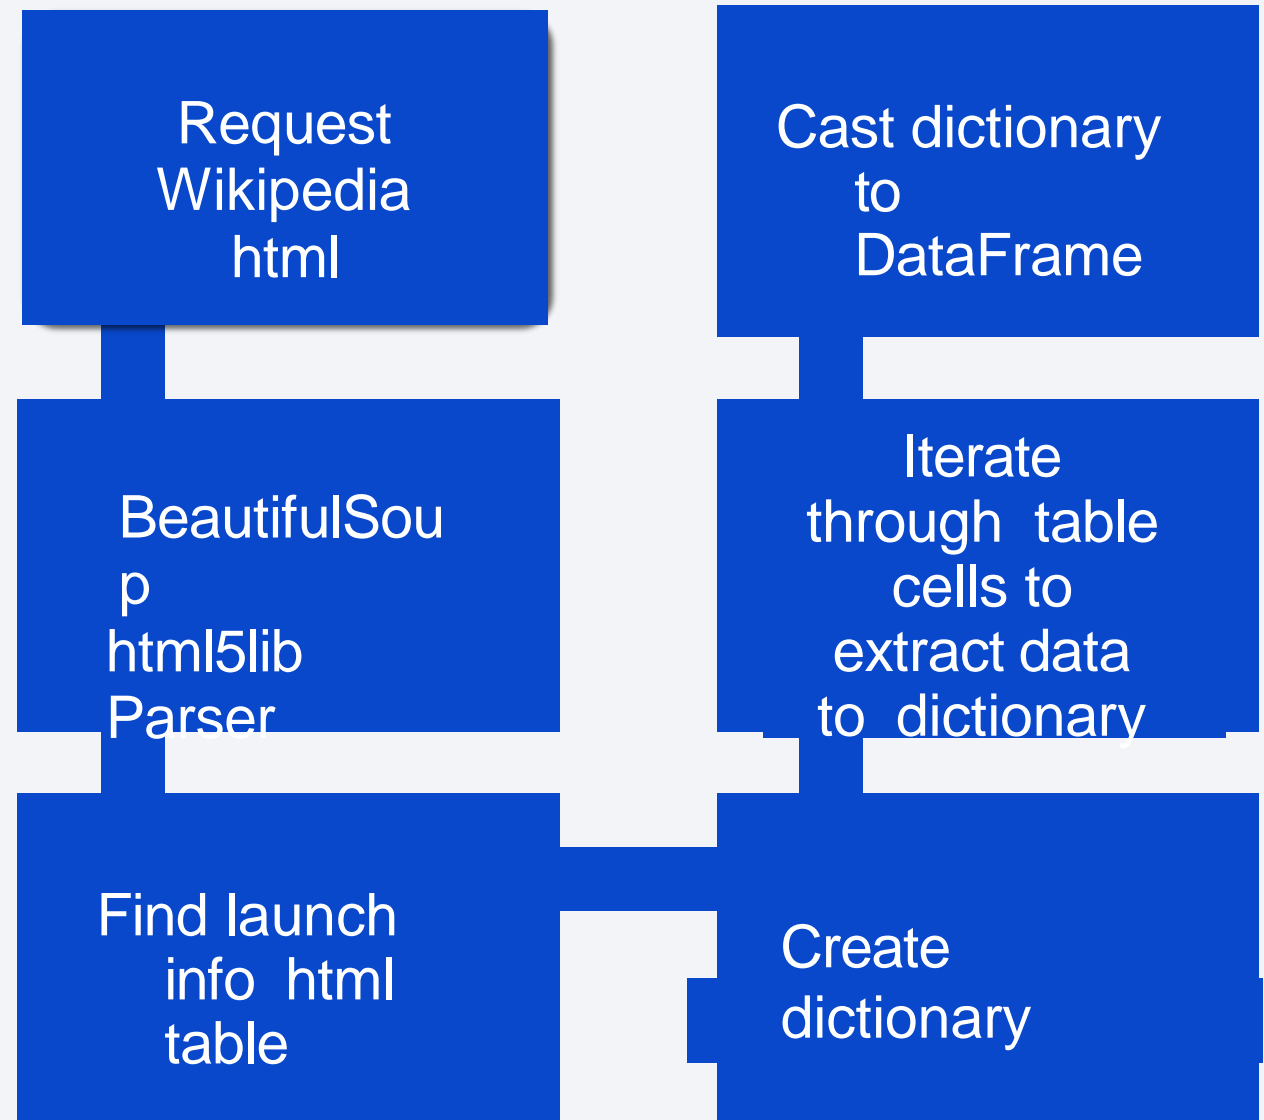 Request
Wikipedia
html
BeautifulSou
p
html5lib
Parser
Find launch
info html
table
Cast dictionary
to
DataFrame
Iterate
through table
cells to
extract data
to dictionary
Create
dictionary